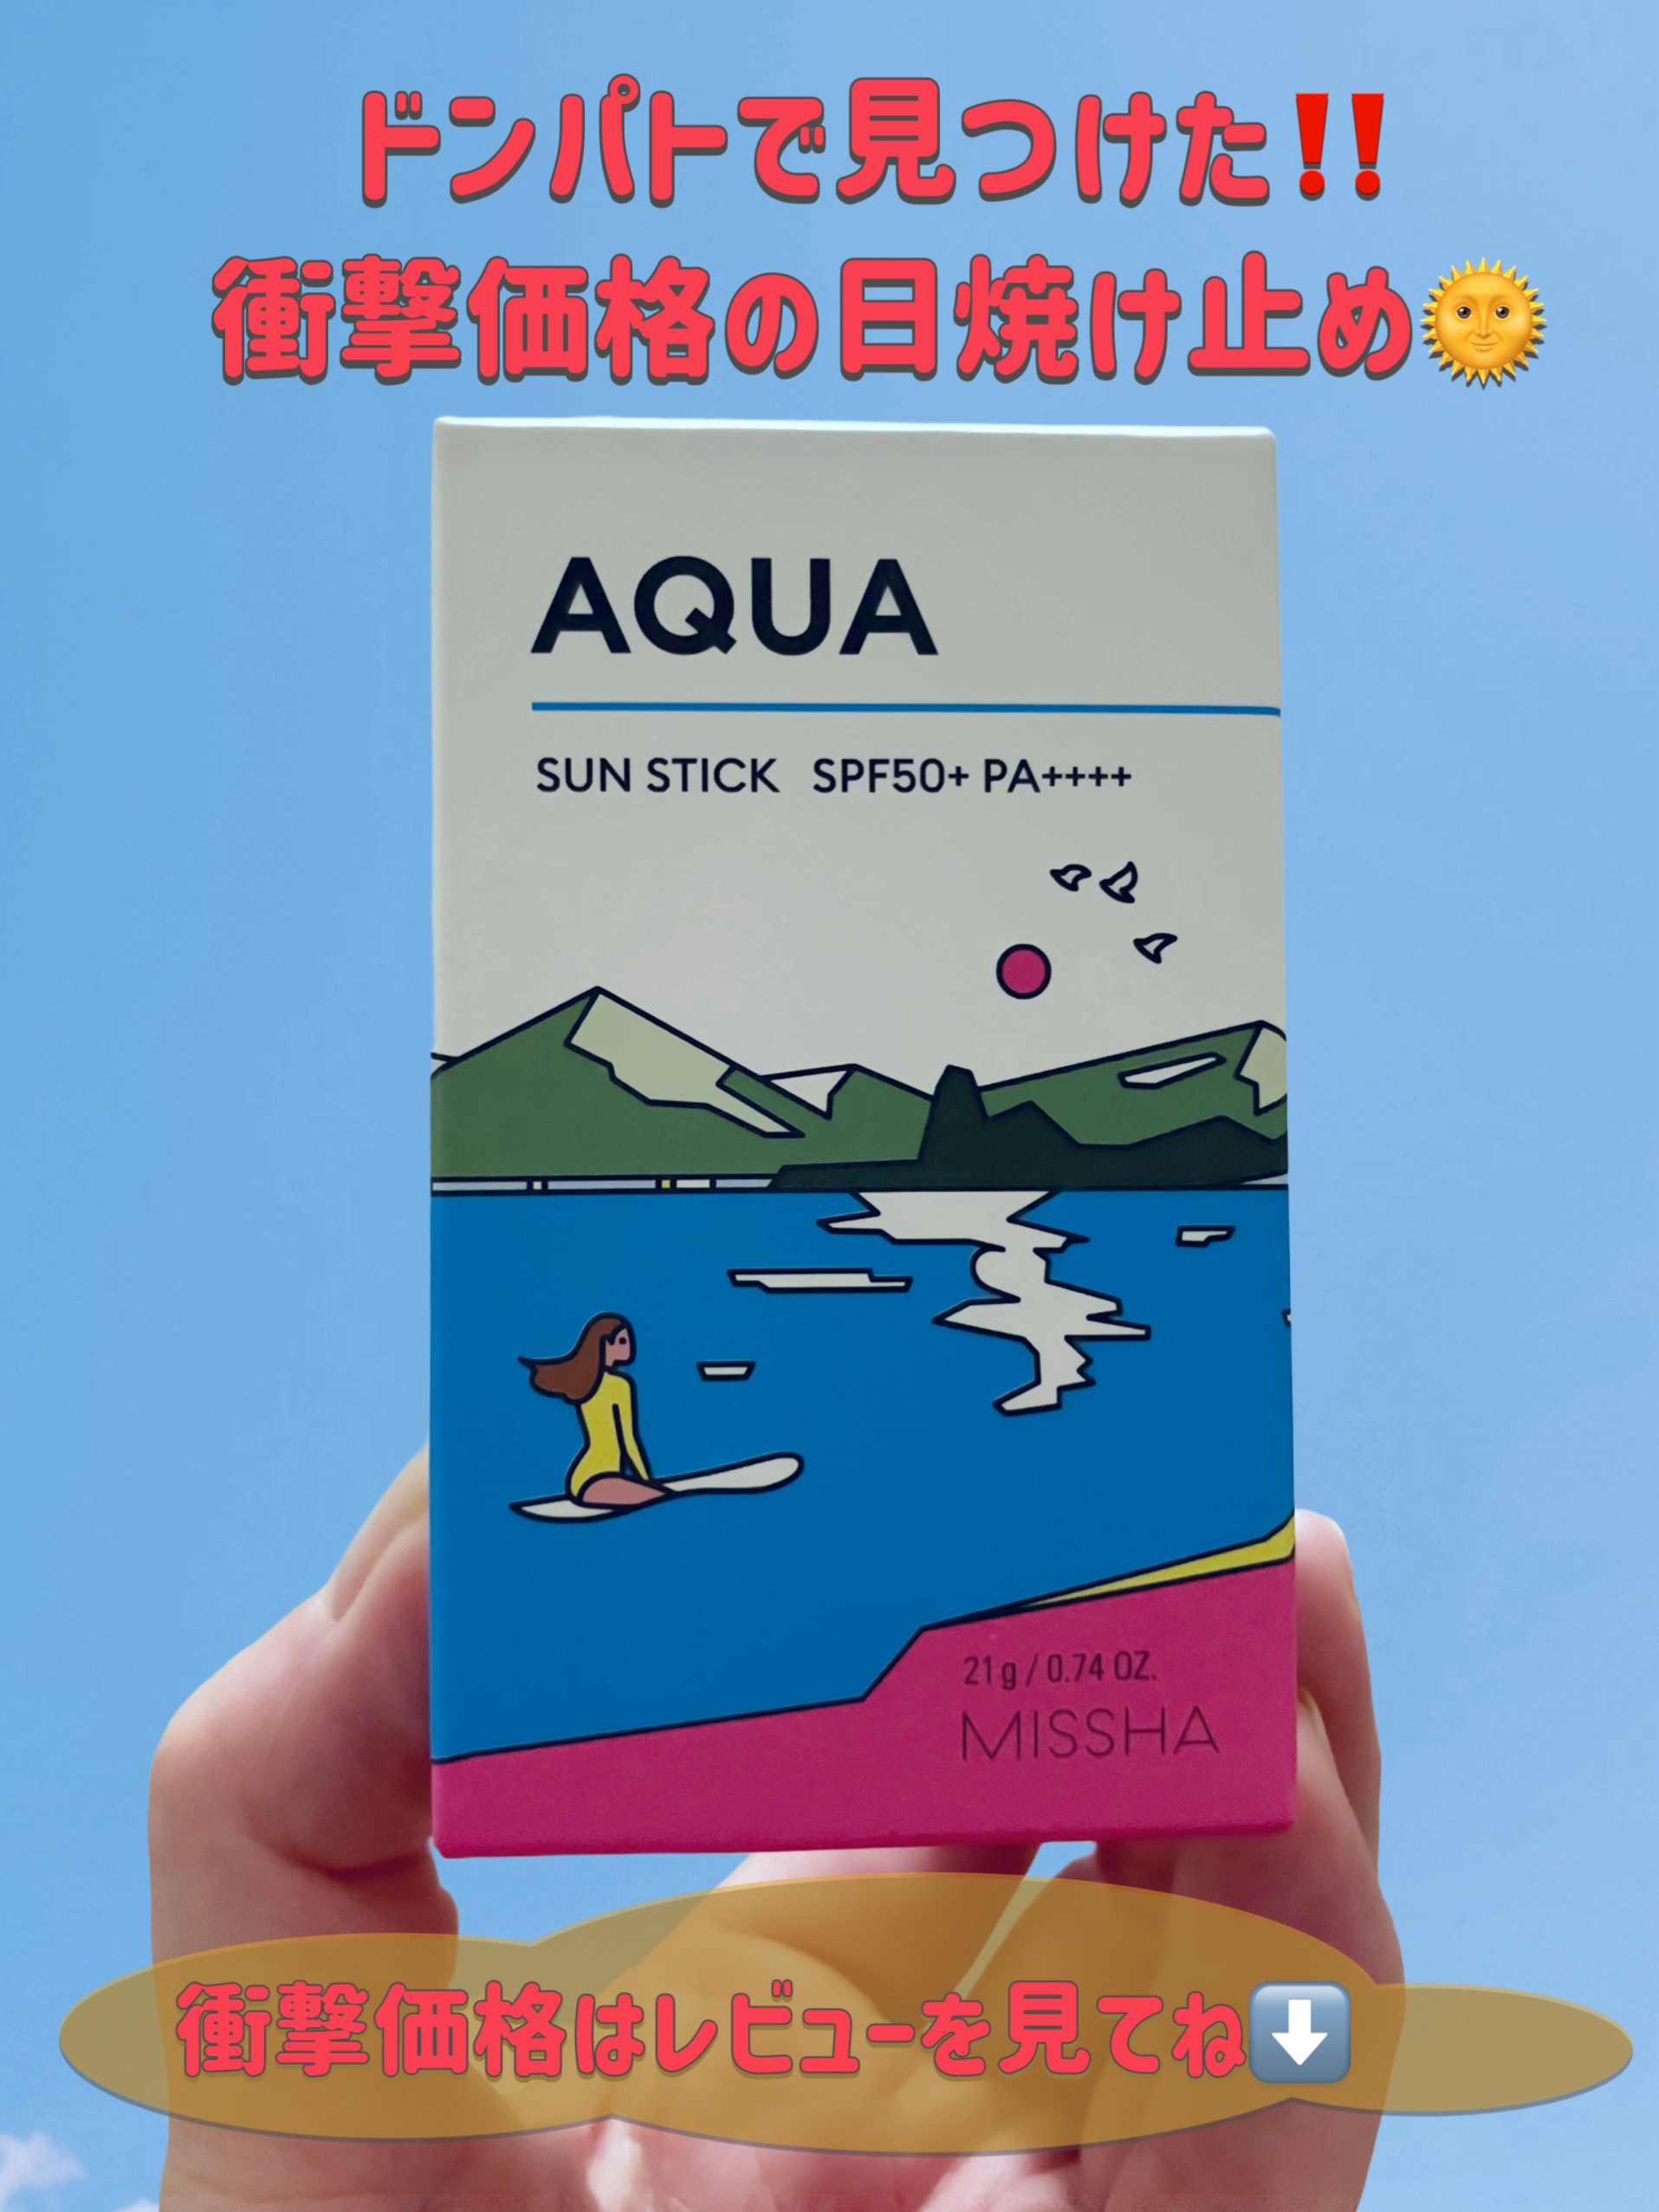 ドンパトで見つけた‼️
衝撃価格の日焼け止め🌞
AQUA
SUN STICK SPF50+ PA++++
21g / 0.74 OZ.
MISSHA
衝撃価格はレビューを見てね⬇️